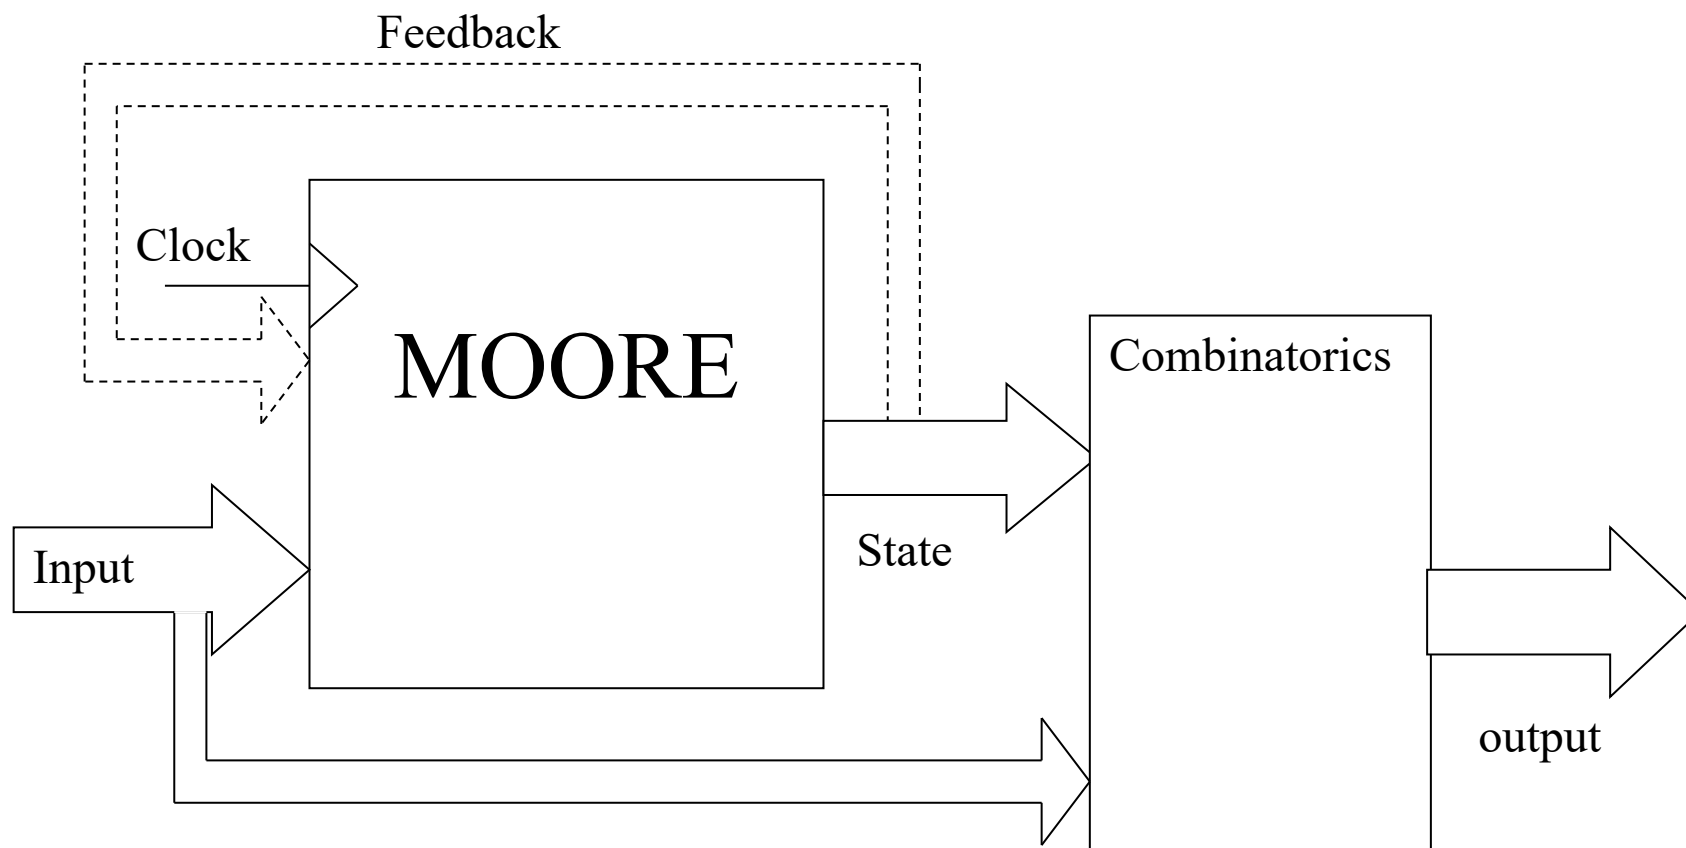 Feedback
Clock
MOORE
Combinatorics
Input
State
output